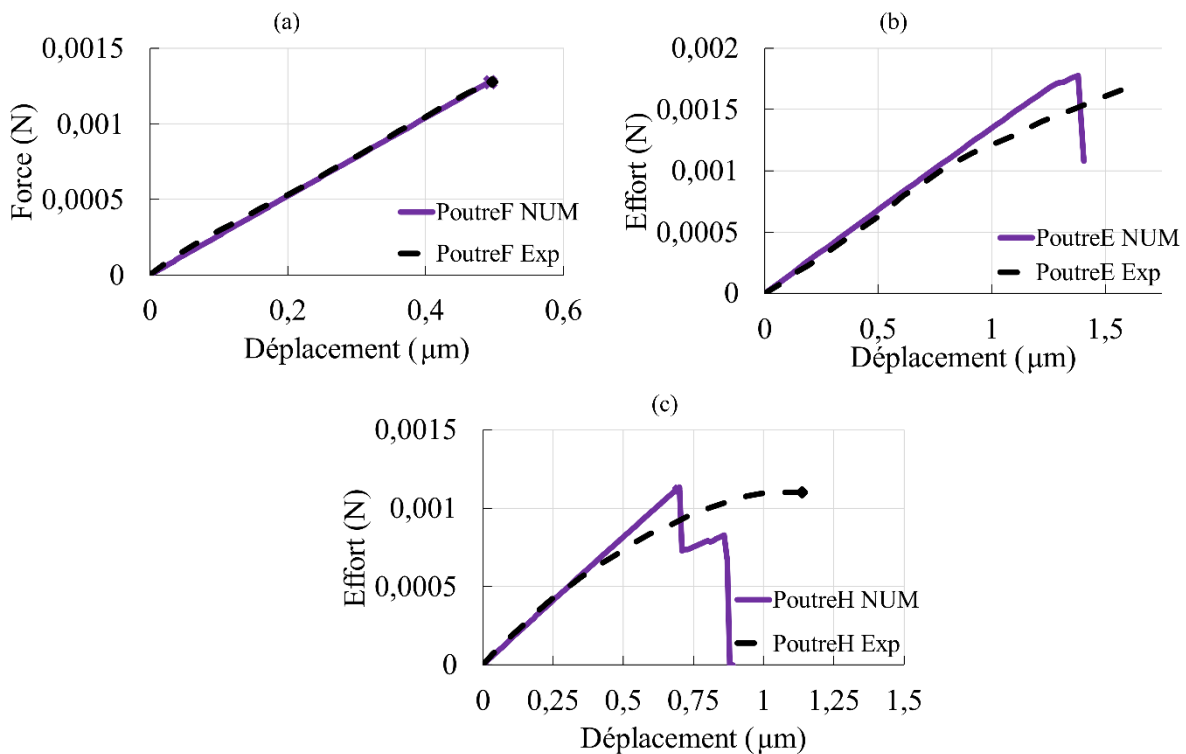 (a)
0,0015
0,001
0,0005
0
Force (N)
PoutreF NUM
PoutreF Exp
0 0,2 0,4 0,6
Déplacement (µm)
(b)
0,002
0,0015
0,001
0,0005
0
Effort (N)
PoutreE NUM
PoutreE Exp
0 0,5 1 1,5
Déplacement (µm)
(c)
0,0015
0,001
0,0005
0
Effort (N)
PoutreH NUM
PoutreH Exp
0 0,25 0,5 0,75 1 1,25 1,5
Déplacement (µm)